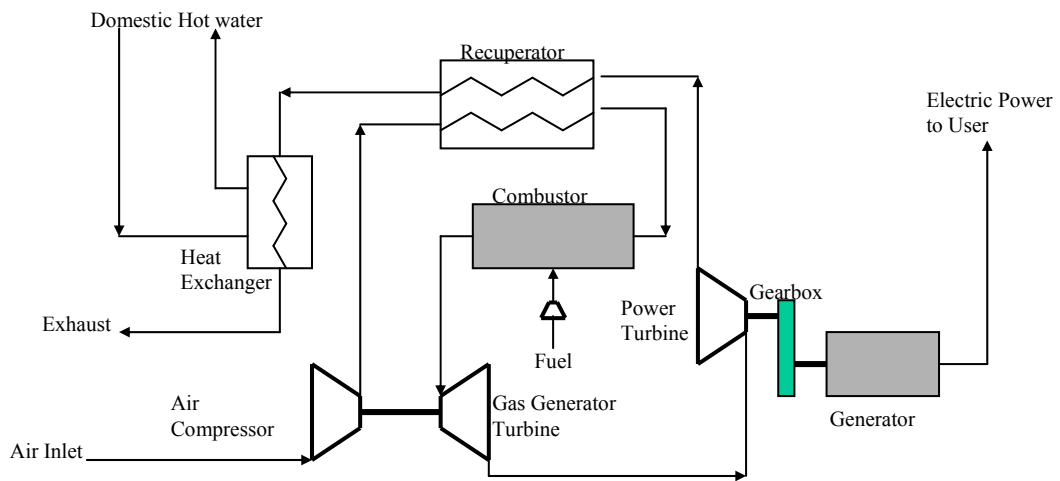 Domestic Hot water
Recuperator
Electric Power
to User
Combustor
Heat
Exchanger
Gearbox
Power
Turbine
Exhaust
Fuel
Air
Compressor
Gas Generator
Turbine
Generator
Air Inlet